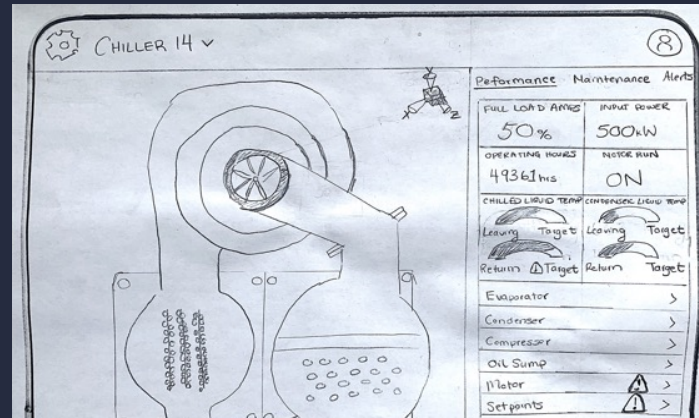 CHILLER 14
X
Y
Z
Peformance Maintenance Alerts
FULL LOAD AMPS INPUT POWER
50% 500kW
OPERATING HOURS MOTOR RUN
49361hrs ON
CHILLED LIQUID TEMP CONDENSER LIQUID TEMP
Leaving Target Leaving Target
Return Target Return Target
Evaporator
Condenser
Compressor
Oil Sump
Motor
Setpoints